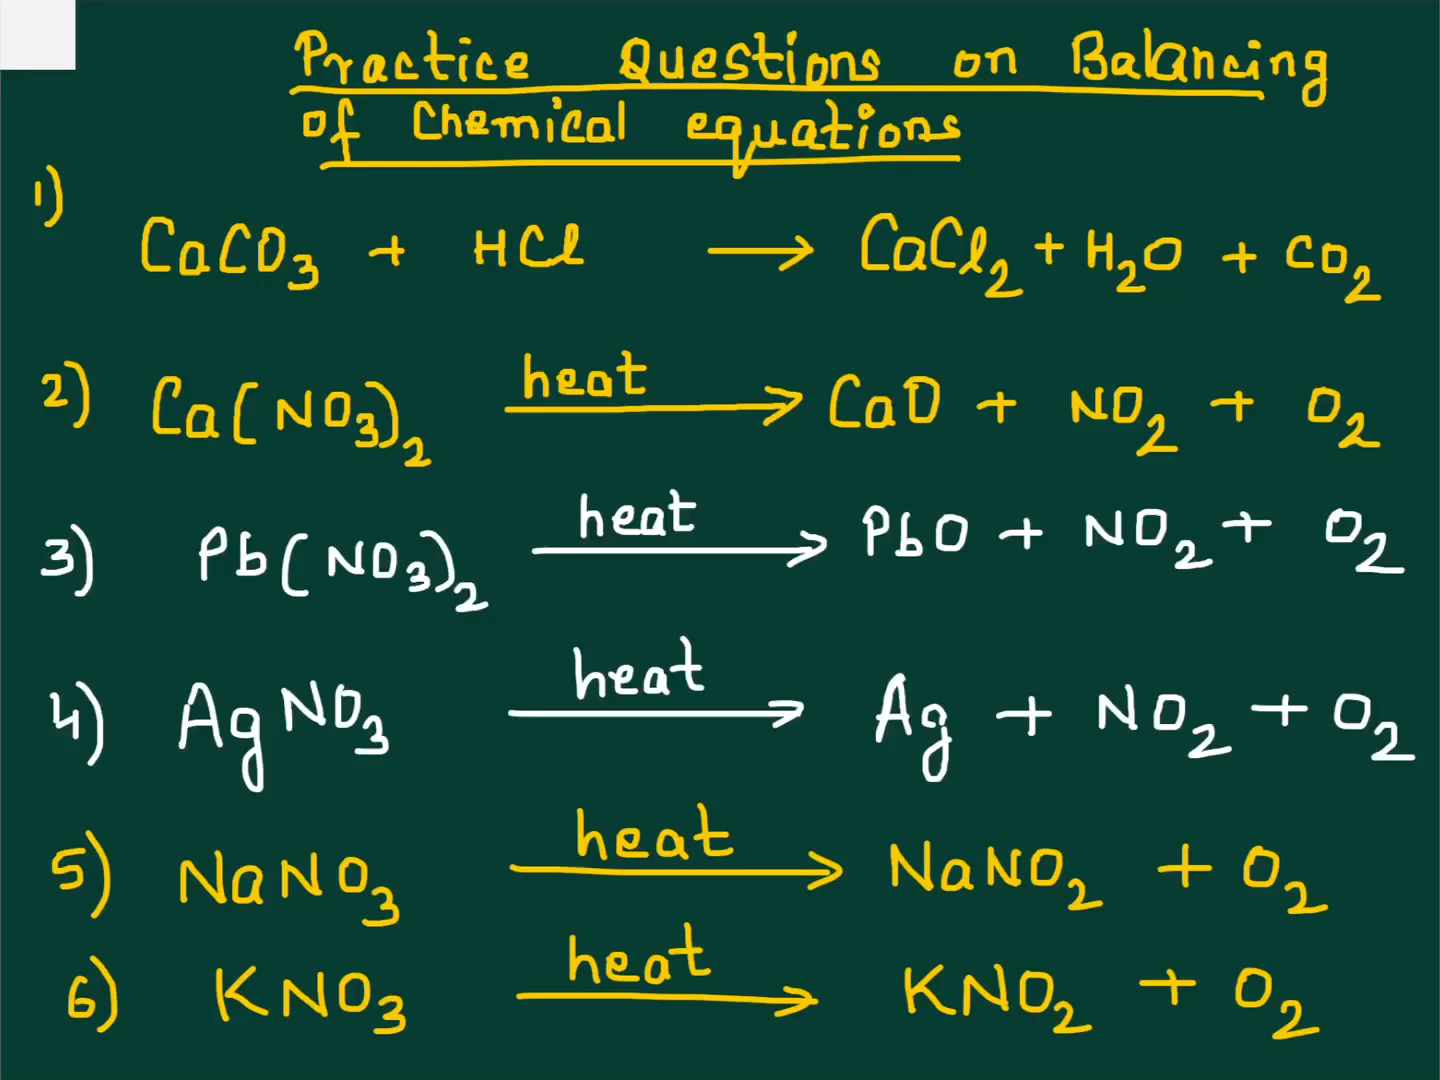 Practice Questions on Balancing
of Chemical equations
1)
CaCO₃ + HCl → CaCl₂ + H₂O + CO₂
2) Ca(NO₃)₂ heat → CaO + NO₂ + O₂
3) Pb(NO₃)₂ heat → PbO + NO₂ + O₂
4) AgNO₃ heat → Ag + NO₂ + O₂
5) NaNO₃ heat → NaNO₂ + O₂
6) KNO₃ heat → KNO₂ + O₂